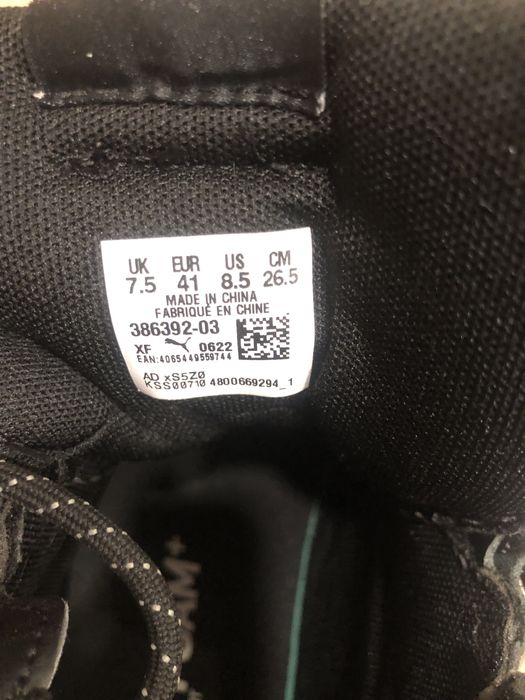 UK EUR US CM
7.5 41 8.5 26.5
MADE IN CHINA
FABRIQUÉ EN CHINE
386392-03
XF 0622
EAN:4065449559744
AD xS5Z0
KSS00710 4800669294_1
FOAM+